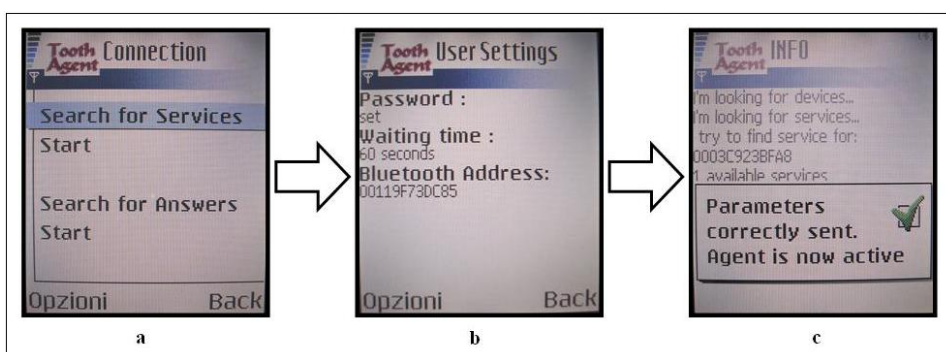 Tooth Agent Connection
Search for Services
Start
Search for Answers
Start
Opzioni Back
a
Tooth Agent User Settings
Password :
set
Waiting time :
60 seconds
Bluetooth Address:
00119F73DC85
Opzioni Back
b
Tooth Agent INFO
I'm looking for devices...
I'm looking for services...
try to find service for:
0003C923BFA8
1 available services
Parameters
correctly sent.
Agent is now active
c